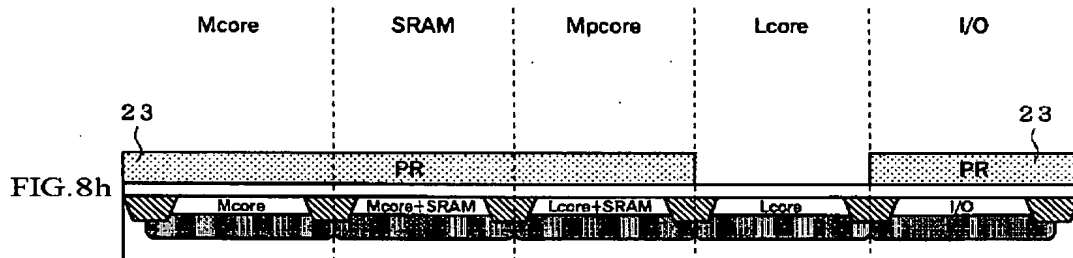 Mcore SRAM Mpcore Lcore I/O
23 23
PR PR
FIG.8h
Mcore Mcore+SRAM Lcore+SRAM Lcore I/O